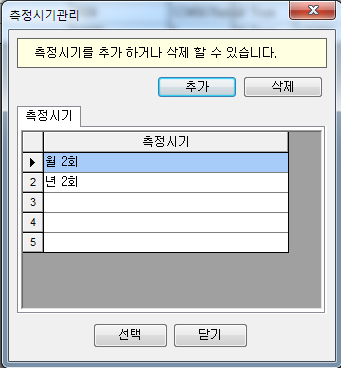 측정시기관리
측정시기를 추가 하거나 삭제 할 수 있습니다.
추가 삭제
측정시기
측정시기
월 2회
2 년 2회
3
4
5
선택 닫기